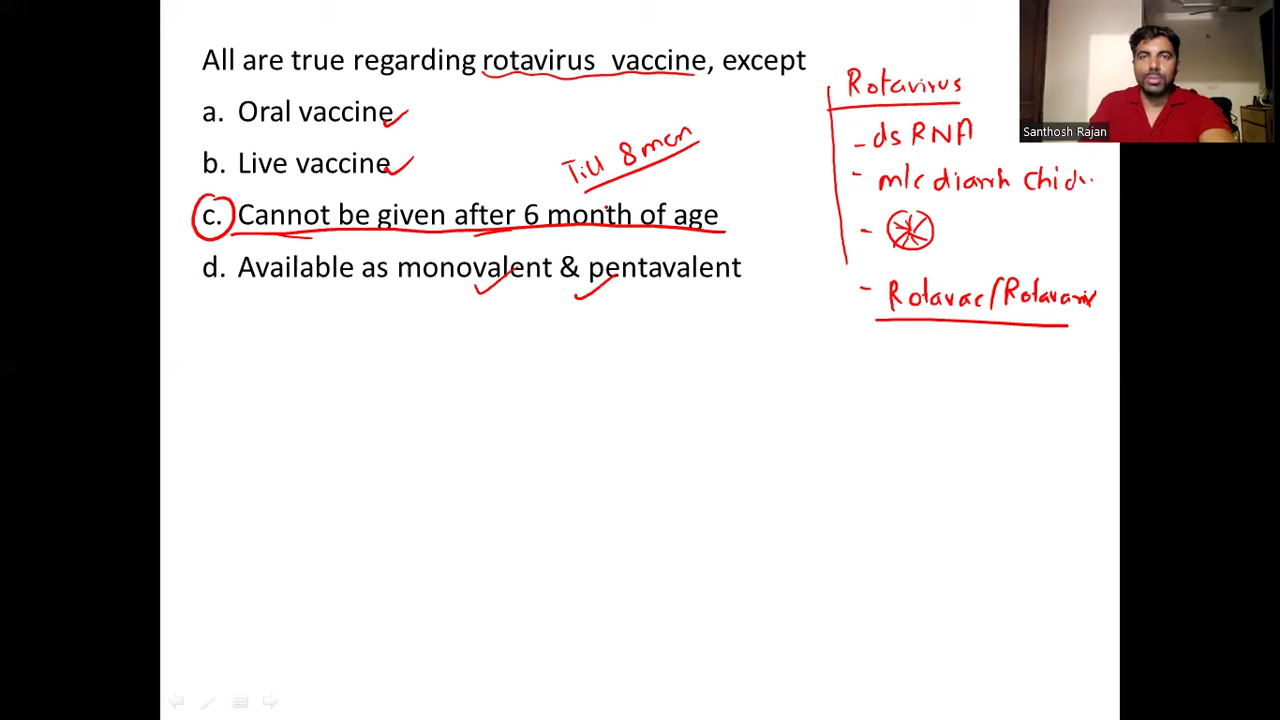 All are true regarding rotavirus vaccine, except
a. Oral vaccine
b. Live vaccine
Till 8 mon
c. Cannot be given after 6 month of age
d. Available as monovalent & pentavalent
Rotavirus
- ds RNA
- m/c diarrh Child
-
- Rotavac/Rotavarix
Santhosh Rajan